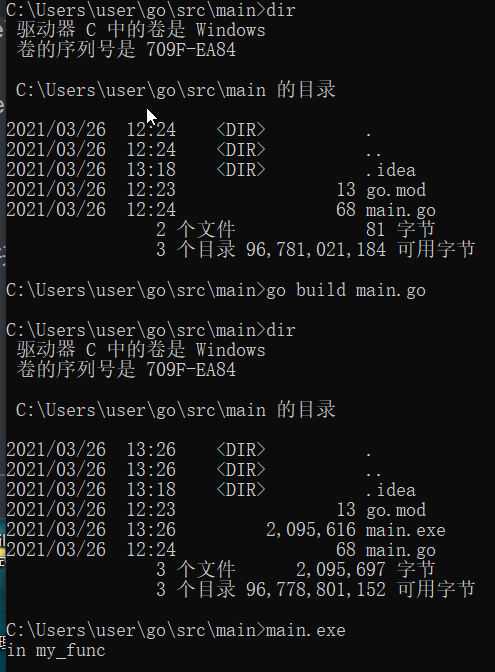 C:\Users\user\go\src\main>dir
驱动器 C 中的卷是 Windows
卷的序列号是 709F-EA84
C:\Users\user\go\src\main 的目录
2021/03/26  12:24    <DIR>          .
2021/03/26  12:24    <DIR>          ..
2021/03/26  13:18    <DIR>          .idea
2021/03/26  12:23                13 go.mod
2021/03/26  12:24                68 main.go
2 个文件             81 字节
3 个目录 96,781,021,184 可用字节
C:\Users\user\go\src\main>go build main.go
C:\Users\user\go\src\main>dir
驱动器 C 中的卷是 Windows
卷的序列号是 709F-EA84
C:\Users\user\go\src\main 的目录
2021/03/26  13:26    <DIR>          .
2021/03/26  13:26    <DIR>          ..
2021/03/26  13:18    <DIR>          .idea
2021/03/26  12:23                13 go.mod
2021/03/26  13:26         2,095,616 main.exe
2021/03/26  12:24                68 main.go
3 个文件      2,095,697 字节
3 个目录 96,778,801,152 可用字节
C:\Users\user\go\src\main>main.exe
in my_func